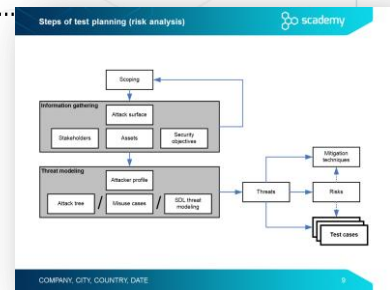 ...
Steps of test planning (risk analysis)
scademy
Scoping
Information gathering
Attack surface
Stakeholders
Assets
Security
objectives
Threat modeling
Attacker profile
Attack tree
/
Misuse cases
/
SDL threat
modeling
Threats
Mitigation
techniques
Risks
Test cases
COMPANY, CITY, COUNTRY, DATE
9